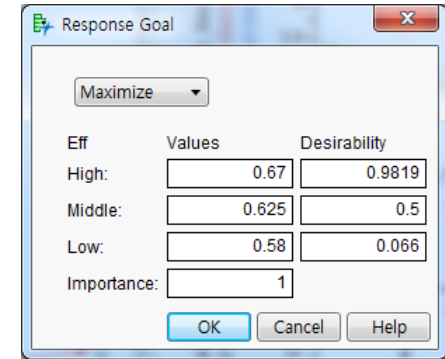 Response Goal
Maximize
Eff Values Desirability
High: 0.67 0.9819
Middle: 0.625 0.5
Low: 0.58 0.066
Importance: 1
OK Cancel Help